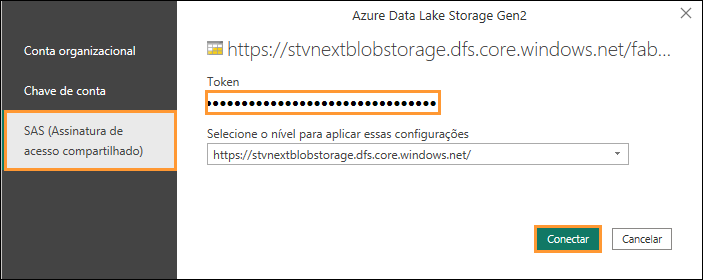 Azure Data Lake Storage Gen2
Conta organizacional
Chave de conta
SAS (Assinatura de
acesso compartilhado)
https://stvnextblobstorage.dfs.core.windows.net/fab...
Token
••••••••••••••••••••••••••••••••••
Selecione o nível para aplicar essas configurações
https://stvnextblobstorage.dfs.core.windows.net/
Conectar
Cancelar